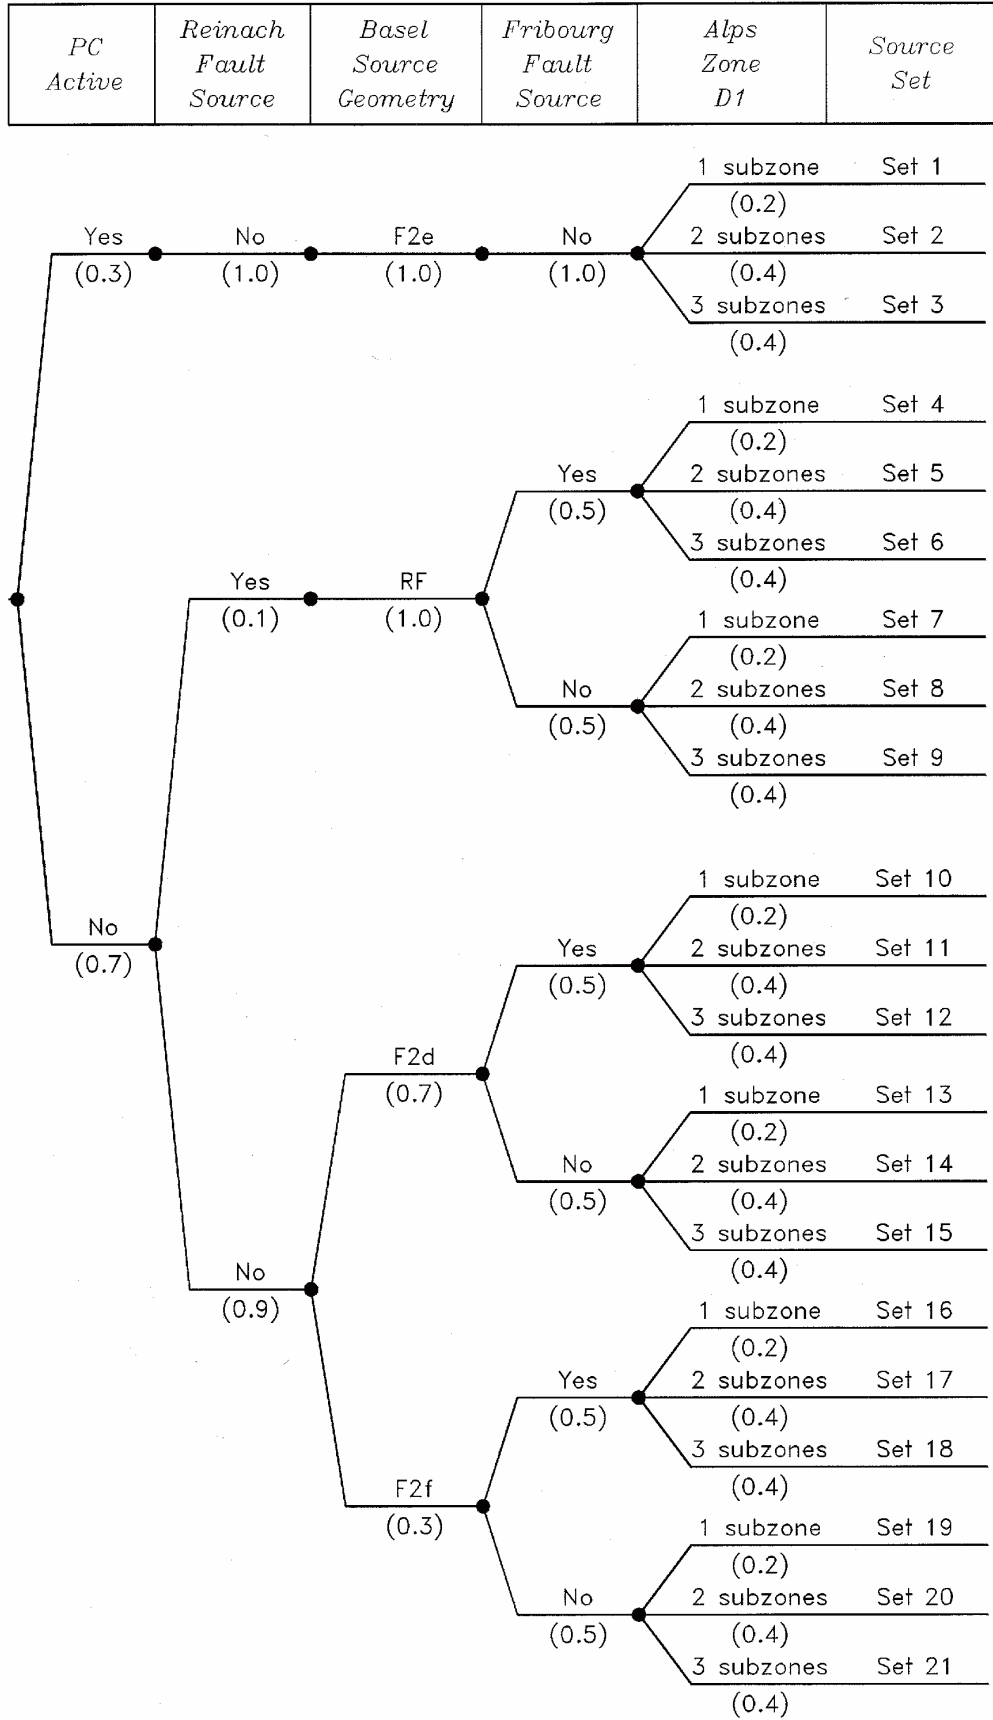 PC
Active
Reinach
Fault
Source
Basel
Source
Geometry
Fribourg
Fault
Source
Alps
Zone
D1
Source
Set
1 subzone Set 1
(0.2)
Yes No F2e No 2 subzones Set 2
(0.3) (1.0) (1.0) (1.0) (0.4)
3 subzones Set 3
(0.4)
1 subzone Set 4
(0.2)
Yes 2 subzones Set 5
(0.5) (0.4)
3 subzones Set 6
(0.4)
Yes RF
(0.1) (1.0)
1 subzone Set 7
(0.2)
No 2 subzones Set 8
(0.5) (0.4)
3 subzones Set 9
(0.4)
1 subzone Set 10
(0.2)
No
(0.7)
Yes 2 subzones Set 11
(0.5) (0.4)
3 subzones Set 12
(0.4)
F2d
(0.7)
1 subzone Set 13
(0.2)
No 2 subzones Set 14
(0.5) (0.4)
3 subzones Set 15
(0.4)
No
(0.9)
1 subzone Set 16
(0.2)
Yes 2 subzones Set 17
(0.5) (0.4)
3 subzones Set 18
(0.4)
F2f
(0.3)
1 subzone Set 19
(0.2)
No 2 subzones Set 20
(0.5) (0.4)
3 subzones Set 21
(0.4)